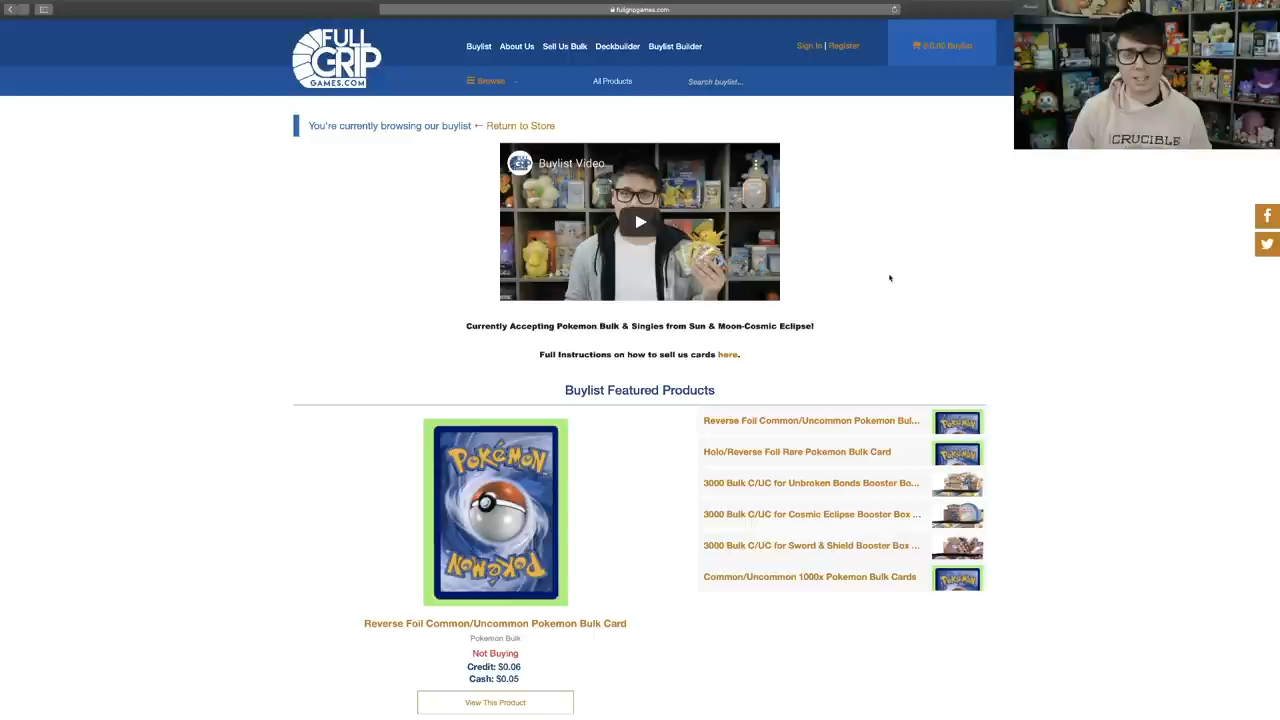 fullgripgames.com
FULL
GRIP
GAMES.COM
Buylist About Us Sell Us Bulk Deckbuilder Buylist Builder
Sign In | Register
$ 0.00 Buylist
Browse
All Products
Search buylist...
CRUCIBLE
You're currently browsing our buylist ← Return to Store
Buylist Video
Currently Accepting Pokemon Bulk & Singles from Sun & Moon-Cosmic Eclipse!
Full Instructions on how to sell us cards here.
Buylist Featured Products
POKéMON
POKéMON
Reverse Foil Common/Uncommon Pokemon Bulk Card
Pokemon Bulk
Not Buying
Credit: $0.06
Cash: $0.05
View This Product
Reverse Foil Common/Uncommon Pokemon Bul...
Holo/Reverse Foil Rare Pokemon Bulk Card
3000 Bulk C/UC for Unbroken Bonds Booster Bo...
3000 Bulk C/UC for Cosmic Eclipse Booster Box ...
3000 Bulk C/UC for Sword & Shield Booster Box ...
Common/Uncommon 1000x Pokemon Bulk Cards